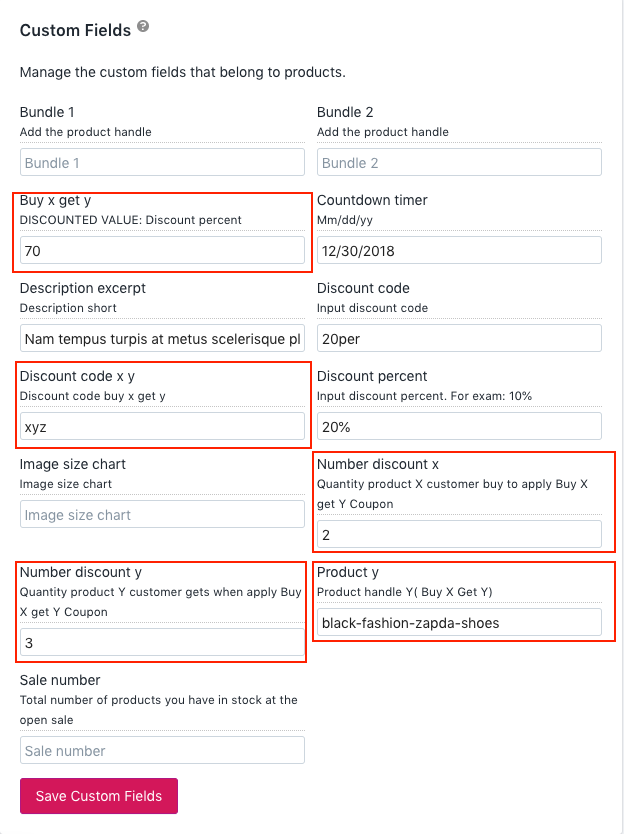 Custom Fields ?
Manage the custom fields that belong to products.
Bundle 1
Add the product handle
Bundle 1
Bundle 2
Add the product handle
Bundle 2
Buy x get y
DISCOUNTED VALUE: Discount percent
70
Countdown timer
Mm/dd/yy
12/30/2018
Description excerpt
Description short
Nam tempus turpis at metus scelerisque pl
Discount code
Input discount code
20per
Discount code x y
Discount code buy x get y
xyz
Discount percent
Input discount percent. For exam: 10%
20%
Image size chart
Image size chart
Image size chart
Number discount x
Quantity product X customer buy to apply Buy X
get Y Coupon
2
Number discount y
Quantity product Y customer gets when apply Buy
X get Y Coupon
3
Product y
Product handle Y( Buy X Get Y)
black-fashion-zapda-shoes
Sale number
Total number of products you have in stock at the
open sale
Sale number
Save Custom Fields